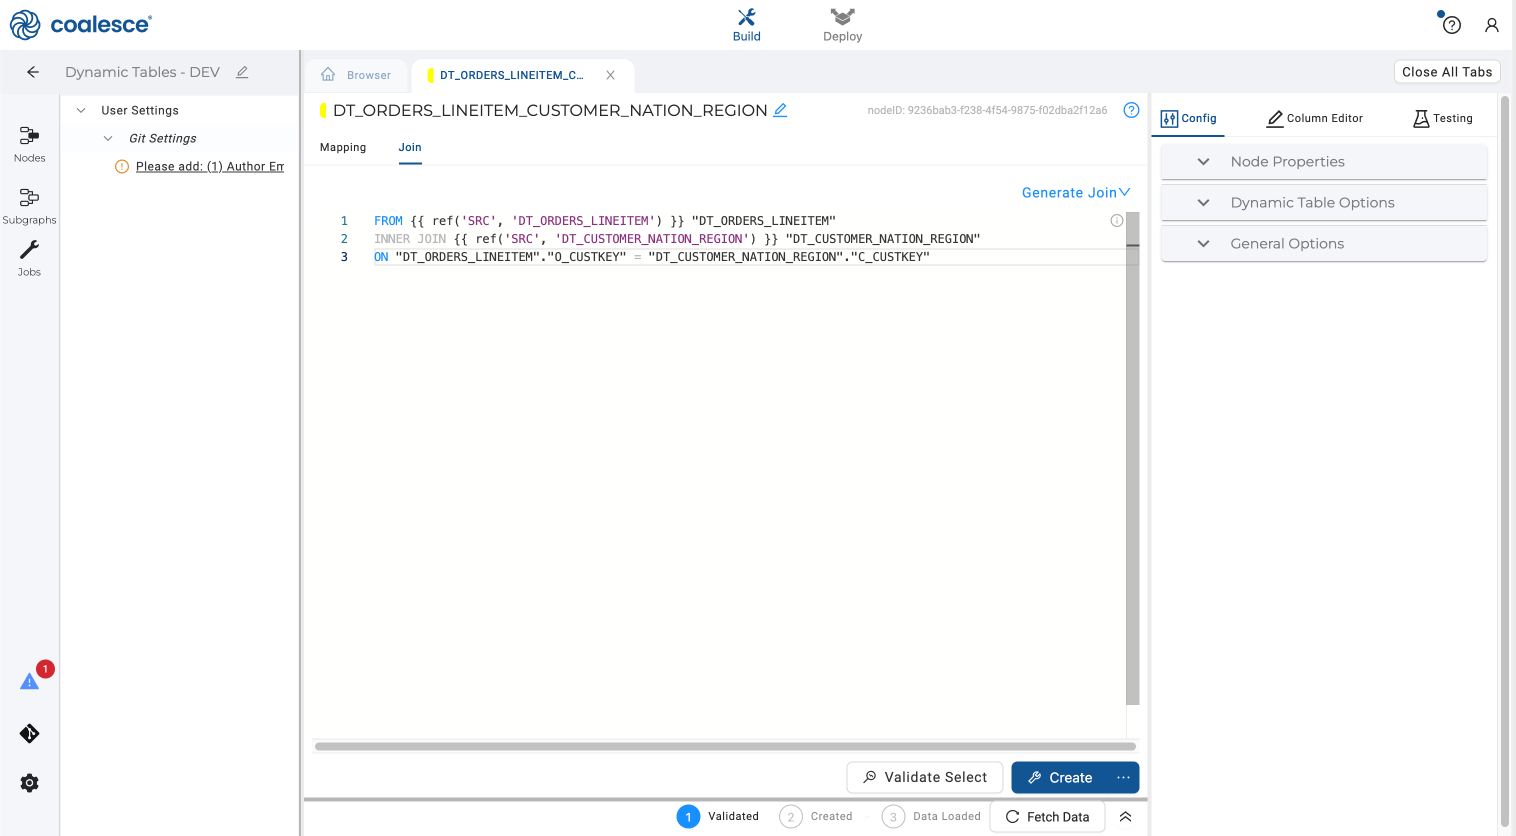 coalesce
Build
Deploy
Dynamic Tables - DEV
Browser
DT_ORDERS_LINEITEM_C...
Close All Tabs
User Settings
Git Settings
Please add: (1) Author Em
Nodes
Subgraphs
Jobs
1
DT_ORDERS_LINEITEM_CUSTOMER_NATION_REGION
nodeID: 9236bab3-f238-4f54-9875-f02dba2f12a6
Mapping
Join
Generate Join
1 FROM {{ ref('SRC', 'DT_ORDERS_LINEITEM') }} "DT_ORDERS_LINEITEM"
2 INNER JOIN {{ ref('SRC', 'DT_CUSTOMER_NATION_REGION') }} "DT_CUSTOMER_NATION_REGION"
3 ON "DT_ORDERS_LINEITEM"."O_CUSTKEY" = "DT_CUSTOMER_NATION_REGION"."C_CUSTKEY"
Config
Column Editor
Testing
Node Properties
Dynamic Table Options
General Options
Validate Select
Create ...
1 Validated
2 Created
3 Data Loaded
Fetch Data